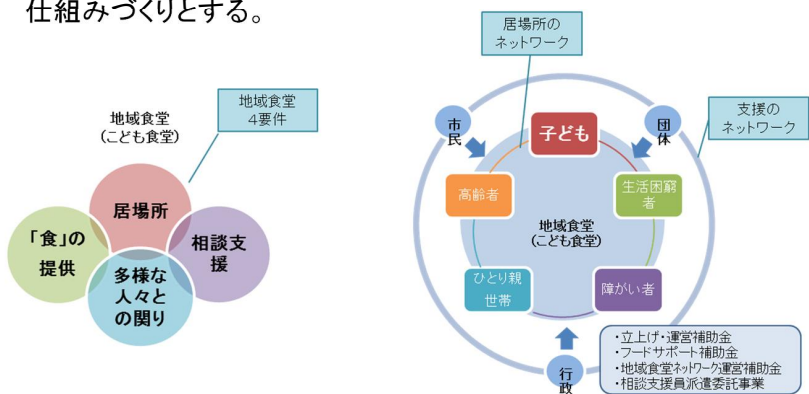 仕組みづくりとする。
地域食堂
(こども食堂)
地域食堂
4要件
居場所
「食」の
提供
相談支
援
多様な
人々と
の関り
居場所の
ネットワーク
支援の
ネットワーク
市民
団体
子ども
高齢者
生活困窮
者
地域食堂
(こども食堂)
ひとり親
世帯
障がい者
行政
・立上げ・運営補助金
・フードサポート補助金
・地域食堂ネットワーク運営補助金
・相談支援員派遣委託事業